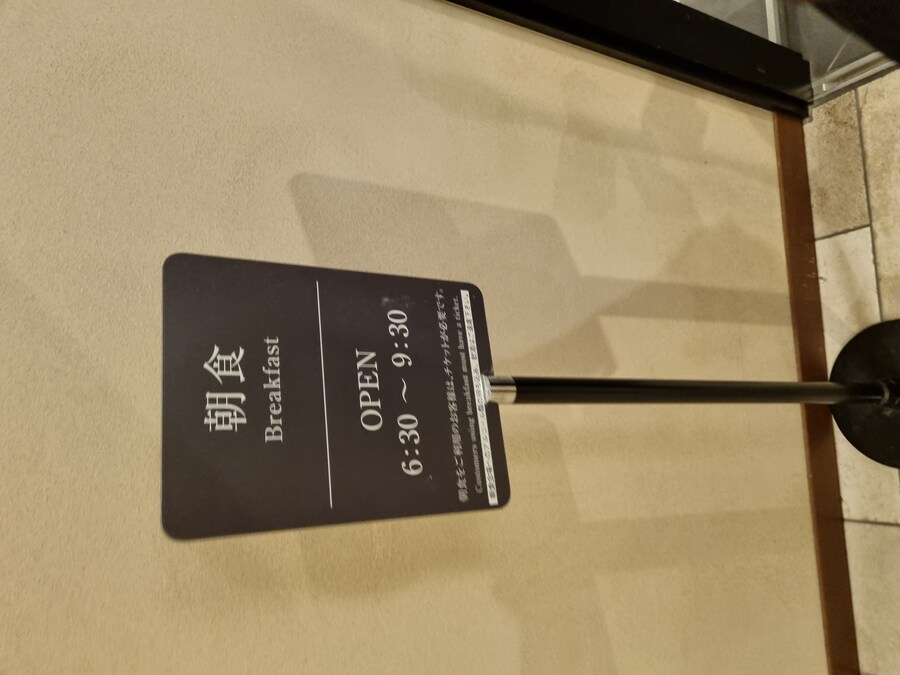 朝食
Breakfast
OPEN
6:30 ～ 9:30
朝食をご利用のお客様は、チケットが必要です。
Customers using breakfast must have a ticket.